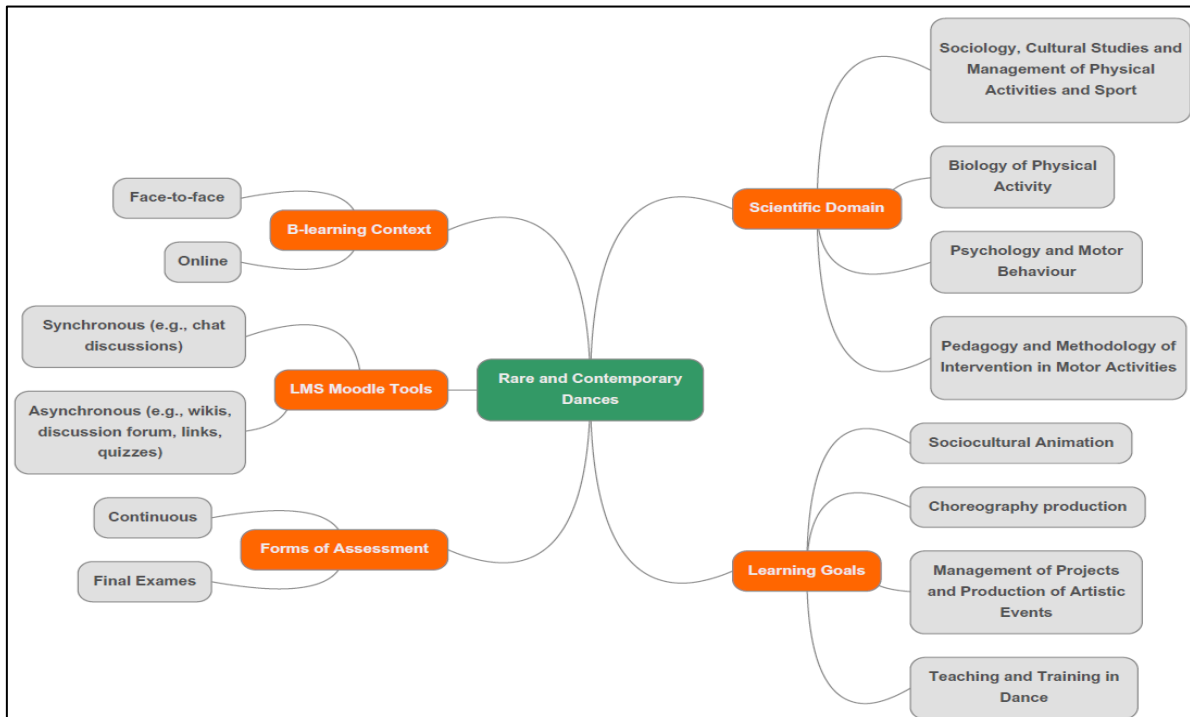 Rare and Contemporary
Dances
B-learning Context
Face-to-face
Online
LMS Moodle Tools
Synchronous (e.g., chat
discussions)
Asynchronous (e.g., wikis,
discussion forum, links,
quizzes)
Forms of Assessment
Continuous
Final Exames
Scientific Domain
Sociology, Cultural Studies and
Management of Physical
Activities and Sport
Biology of Physical
Activity
Psychology and Motor
Behaviour
Pedagogy and Methodology of
Intervention in Motor Activities
Learning Goals
Sociocultural Animation
Choreography production
Management of Projects
and Production of Artistic
Events
Teaching and Training in
Dance